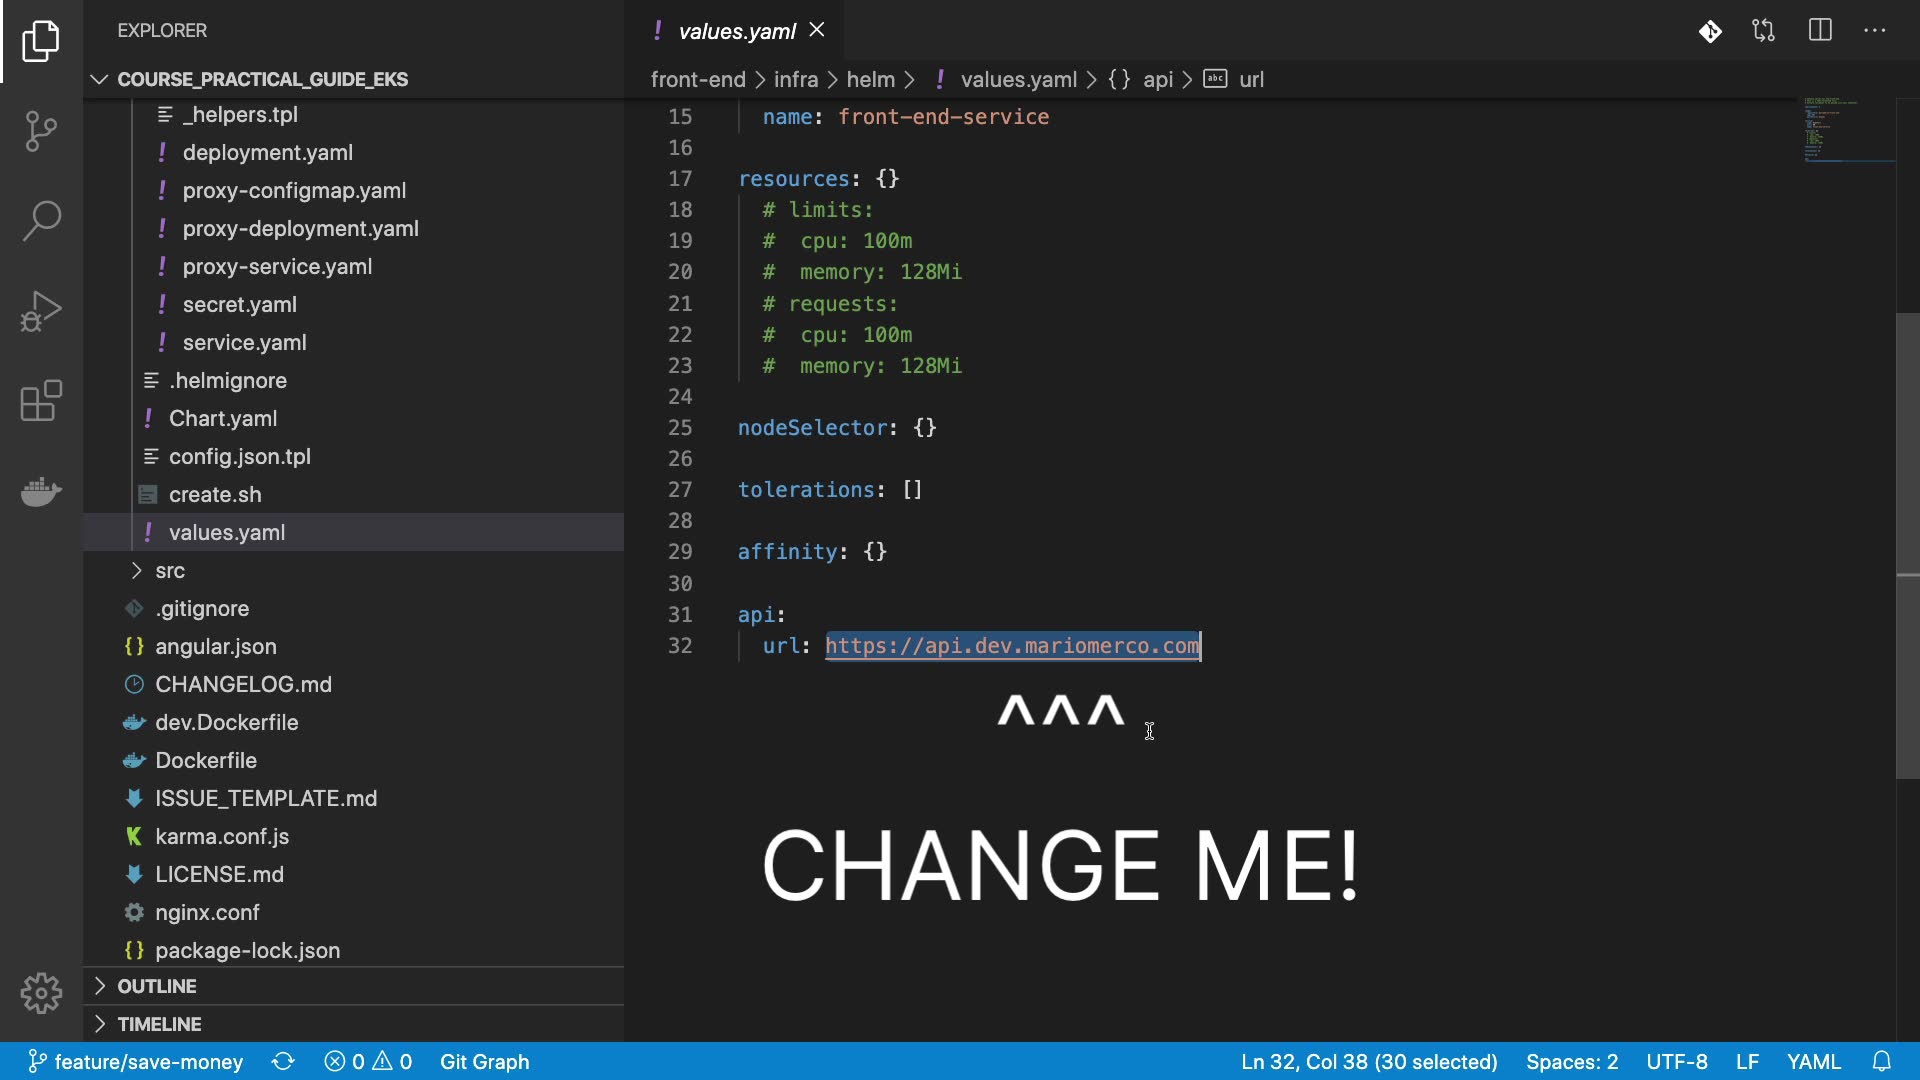 EXPLORER
COURSE_PRACTICAL_GUIDE_EKS
_helpers.tpl
deployment.yaml
proxy-configmap.yaml
proxy-deployment.yaml
proxy-service.yaml
secret.yaml
service.yaml
.helmignore
Chart.yaml
config.json.tpl
create.sh
values.yaml
src
.gitignore
angular.json
CHANGELOG.md
dev.Dockerfile
Dockerfile
ISSUE_TEMPLATE.md
karma.conf.js
LICENSE.md
nginx.conf
package-lock.json
OUTLINE
TIMELINE
! values.yaml
front-end > infra > helm > ! values.yaml > {} api > abc url
15 name: front-end-service
16
17 resources: {}
18 # limits:
19 #  cpu: 100m
20 #  memory: 128Mi
21 # requests:
22 #  cpu: 100m
23 #  memory: 128Mi
24
25 nodeSelector: {}
26
27 tolerations: []
28
29 affinity: {}
30
31 api:
32 url: https://api.dev.mariomerco.com
^^^
CHANGE ME!
feature/save-money 0 0 Git Graph Ln 32, Col 38 (30 selected) Spaces: 2 UTF-8 LF YAML